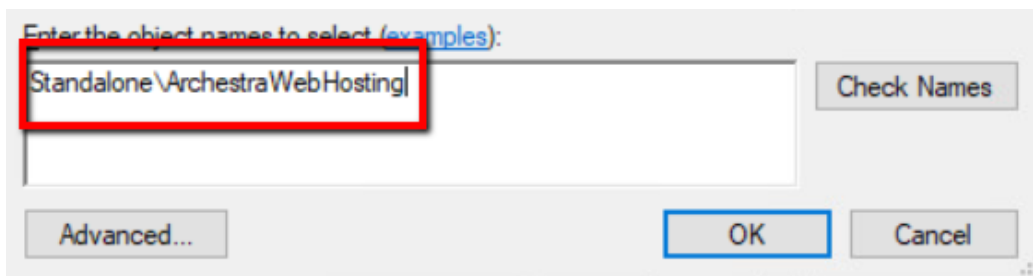 Enter the object names to select (examples):
Standalone\ArchestraWebHosting
Check Names
Advanced...
OK
Cancel